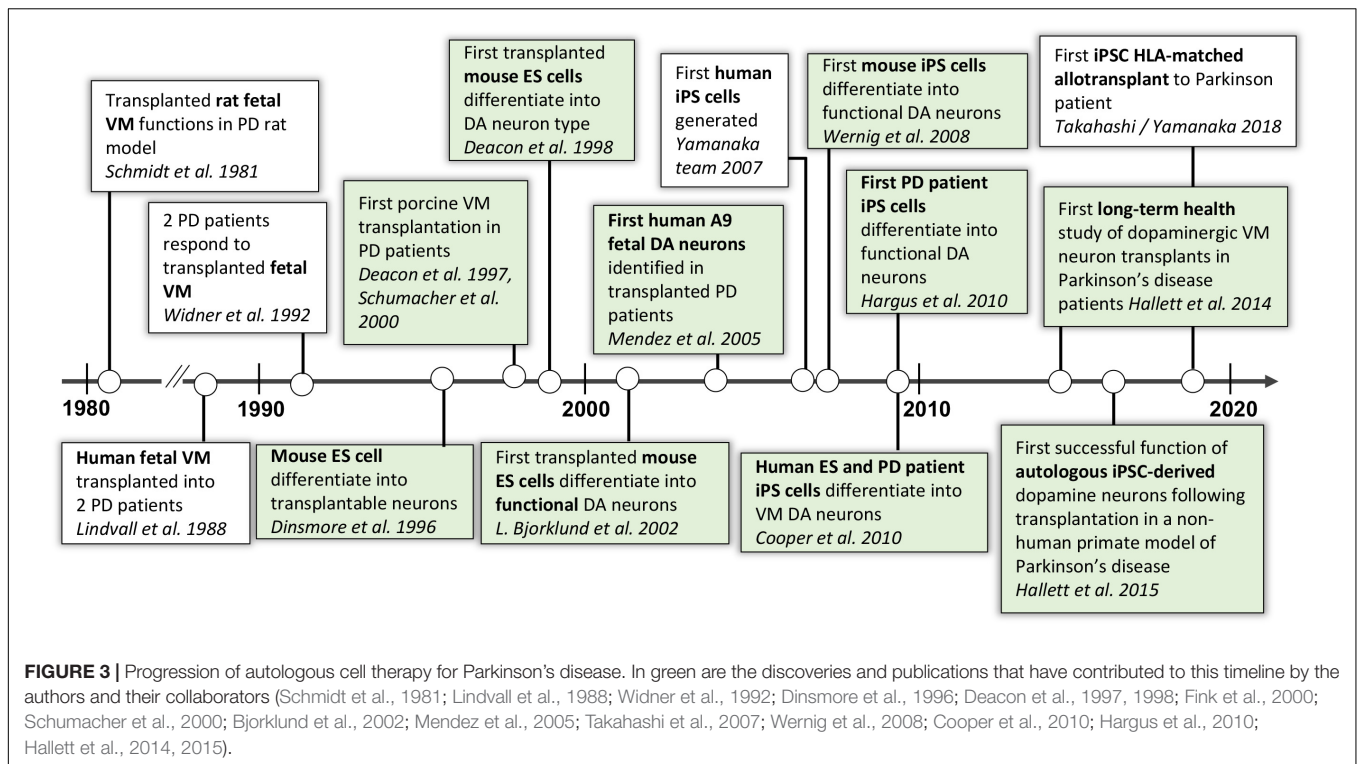 Transplanted rat fetal
VM functions in PD rat
model
Schmidt et al. 1981
2 PD patients
respond to
transplanted fetal
VM
Widner et al. 1992
First porcine VM
transplantation in
PD patients
Deacon et al. 1997,
Schumacher et al.
2000
First transplanted
mouse ES cells
differentiate into
DA neuron type
Deacon et al. 1998
First human A9
fetal DA neurons
identified in
transplanted PD
patients
Mendez et al. 2005
First human
iPS cells
generated
Yamanaka
team 2007
First mouse iPS cells
differentiate into
functional DA neurons
Wernig et al. 2008
First PD patient
iPS cells
differentiate into
functional DA
neurons
Hargus et al. 2010
First iPSC HLA-matched
allotransplant to Parkinson
patient
Takahashi / Yamanaka 2018
First long-term health
study of dopaminergic VM
neuron transplants in
Parkinson's disease
patients Hallett et al. 2014
1980
1990
2000
2010
2020
Human fetal VM
transplanted into
2 PD patients
Lindvall et al. 1988
Mouse ES cell
differentiate into
transplantable neurons
Dinsmore et al. 1996
First transplanted mouse
ES cells differentiate into
functional DA neurons
L. Bjorklund et al. 2002
Human ES and PD patient
iPS cells differentiate into
VM DA neurons
Cooper et al. 2010
First successful function of
autologous iPSC-derived
dopamine neurons following
transplantation in a non-
human primate model of
Parkinson's disease
Hallett et al. 2015
FIGURE 3 | Progression of autologous cell therapy for Parkinson's disease. In green are the discoveries and publications that have contributed to this timeline by the
authors and their collaborators (Schmidt et al., 1981; Lindvall et al., 1988; Widner et al., 1992; Dinsmore et al., 1996; Deacon et al., 1997, 1998; Fink et al., 2000;
Schumacher et al., 2000; Bjorklund et al., 2002; Mendez et al., 2005; Takahashi et al., 2007; Wernig et al., 2008; Cooper et al., 2010; Hargus et al., 2010;
Hallett et al., 2014, 2015).